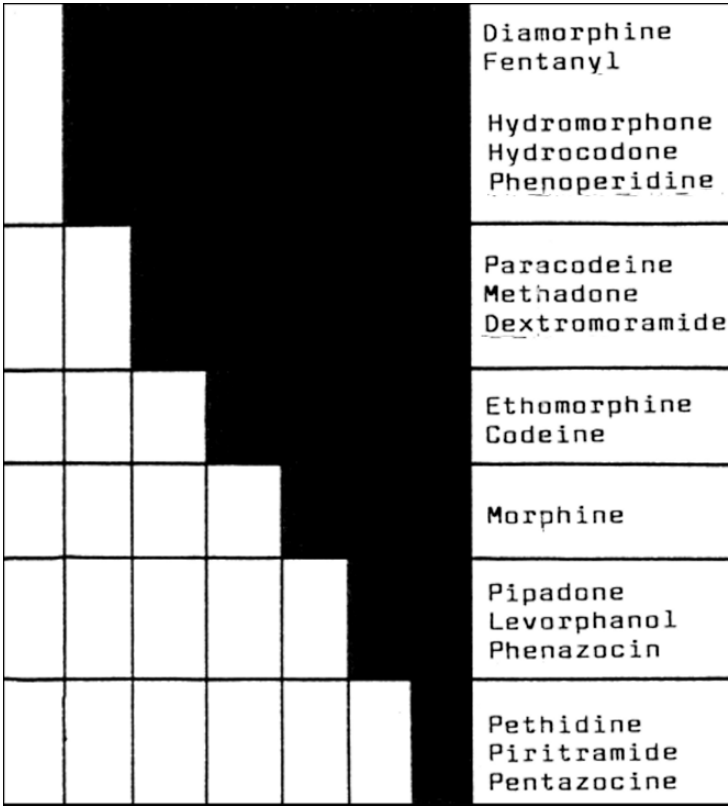 Diamorphine
Fentanyl
Hydromorphone
Hydrocodone
Phenoperidine
Paracodeine
Methadone
Dextromoramide
Ethomorphine
Codeine
Morphine
Pipadone
Levorphanol
Phenazocin
Pethidine
Piritramide
Pentazocine